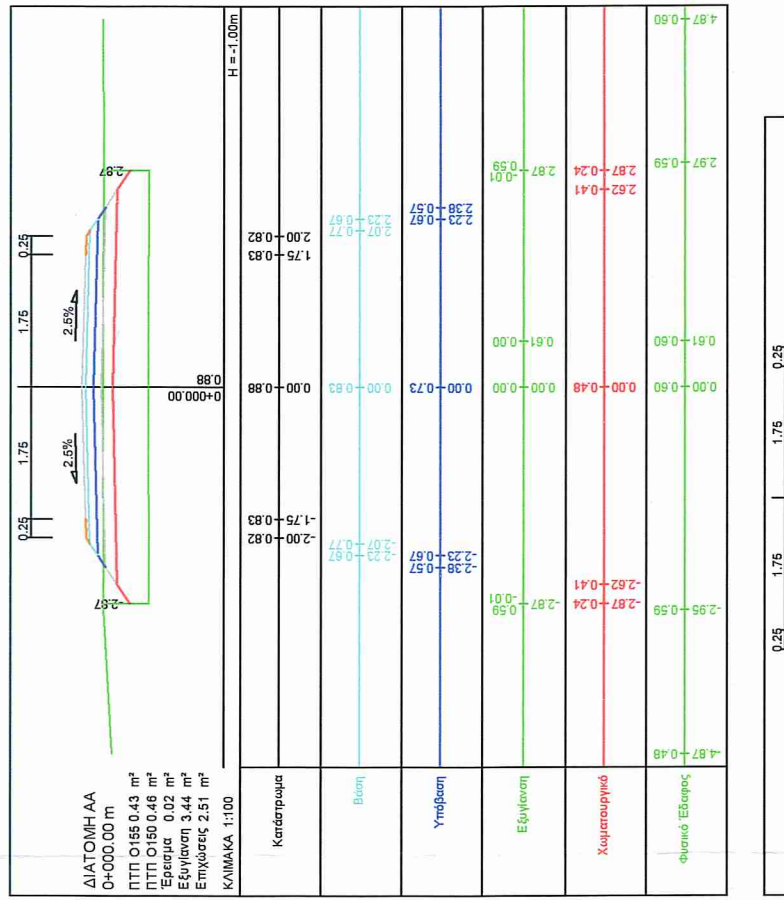 ΔΙΑΤΟΜΗ ΑΑ
0+000.00 m
ΠΤΠ Ο155 0.43 m²
ΠΤΠ Ο150 0.46 m²
Έρεισμα 0.02 m²
Εξυγίανση 3.44 m²
Επιχώσεις 2.51 m²
ΚΛΙΜΑΚΑ 1:100
0.25 1.75 1.75 0.25
2.5% 2.5%
-2.87 2.87
0+000.00 0.88
H = -1.00m
Κατάστρωμα
0.82 0.83 0.88 0.83 0.82
-2.00 -1.75 0.00 1.75 2.00
Βάση
0.67 0.77 0.83 0.77 0.67
-2.23 -2.07 0.00 2.07 2.23
Υπόβαση
0.57 0.67 0.73 0.67 0.57
-2.38 -2.23 0.00 2.23 2.38
Εξυγίανση
0.59 -0.01 0.00 0.00 -0.01 0.59
-2.87 0.00 0.61 2.87
Χωματουργικό
0.24 0.41 0.48 0.41 0.24
-2.87 -2.62 0.00 2.62 2.87
Φυσικό Έδαφος
0.48 0.59 0.60 0.60 0.59 0.60
-4.87 -2.95 0.00 0.61 2.97 4.87
0.25 1.75 1.75 0.25